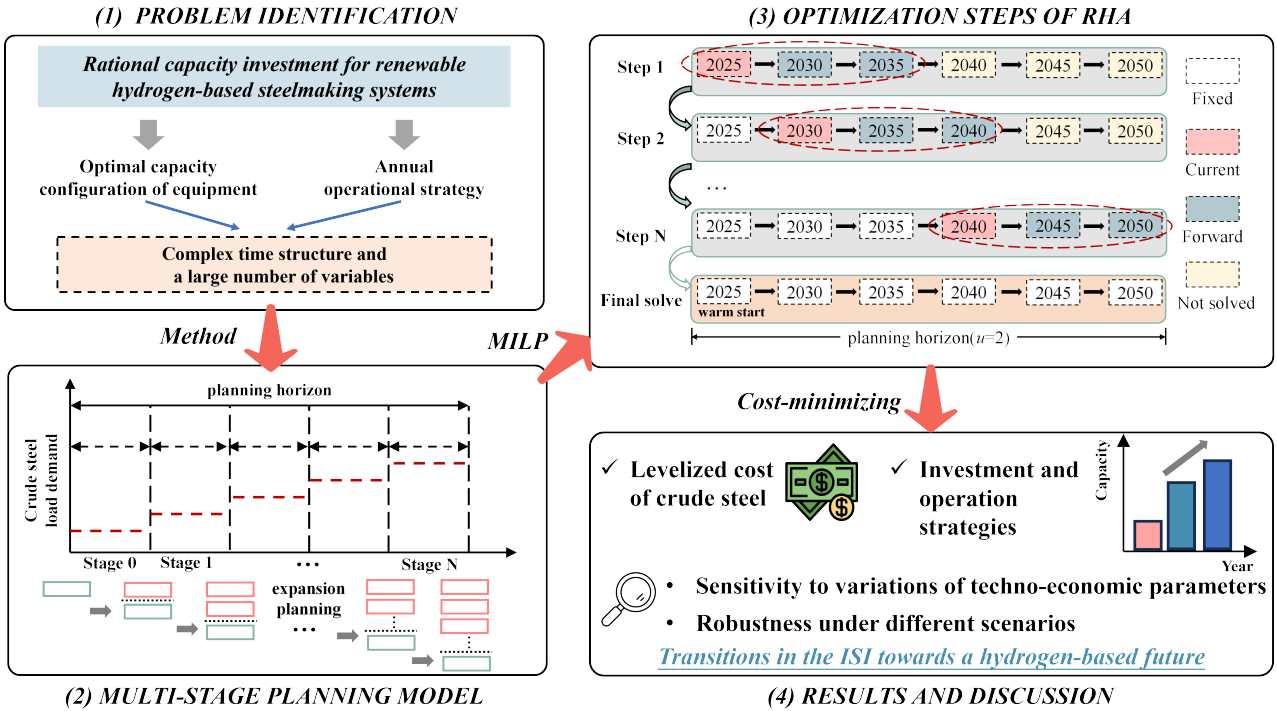 (1) PROBLEM IDENTIFICATION
Rational capacity investment for renewable
hydrogen-based steelmaking systems
Optimal capacity
configuration of equipment
Annual
operational strategy
Complex time structure and
a large number of variables
Method
planning horizon
Crude steel
load demand
Stage 0
Stage 1
...
Stage N
expansion
planning
...
(2) MULTI-STAGE PLANNING MODEL
MILP
(3) OPTIMIZATION STEPS OF RHA
Step 1
2025
2030
2035
2040
2045
2050
Step 2
2025
2030
2035
2040
2045
2050
...
Step N
2025
2030
2035
2040
2045
2050
Final solve
2025
2030
2035
2040
2045
2050
warm start
planning horizon(u=2)
Fixed
Current
Forward
Not solved
Cost-minimizing
✓ Levelized cost
of crude steel
✓ Investment and
operation
strategies
Capacity
Year
• Sensitivity to variations of techno-economic parameters
• Robustness under different scenarios
Transitions in the ISI towards a hydrogen-based future
(4) RESULTS AND DISCUSSION